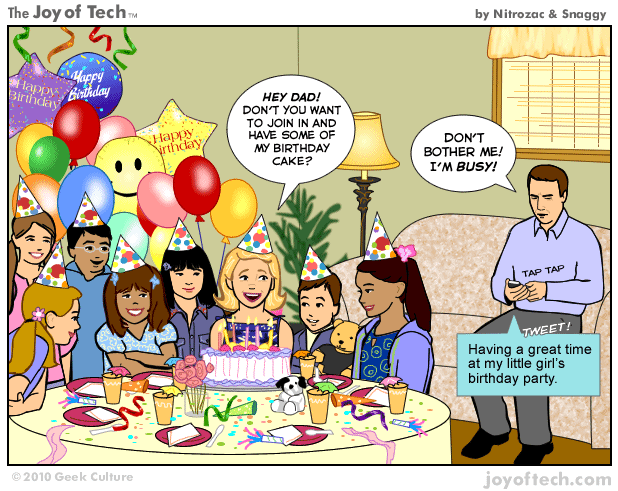 The Joy of Tech™
by Nitrozac & Snaggy
Happy
Birthday
Happy
Birthday
Happy
Birthday
HEY DAD!
DON'T YOU WANT
TO JOIN IN AND
HAVE SOME OF
MY BIRTHDAY
CAKE?
DON'T
BOTHER ME!
I'M BUSY!
TAP TAP
TWEET!
Having a great time
at my little girl's
birthday party.
© 2010 Geek Culture
joyoftech.com